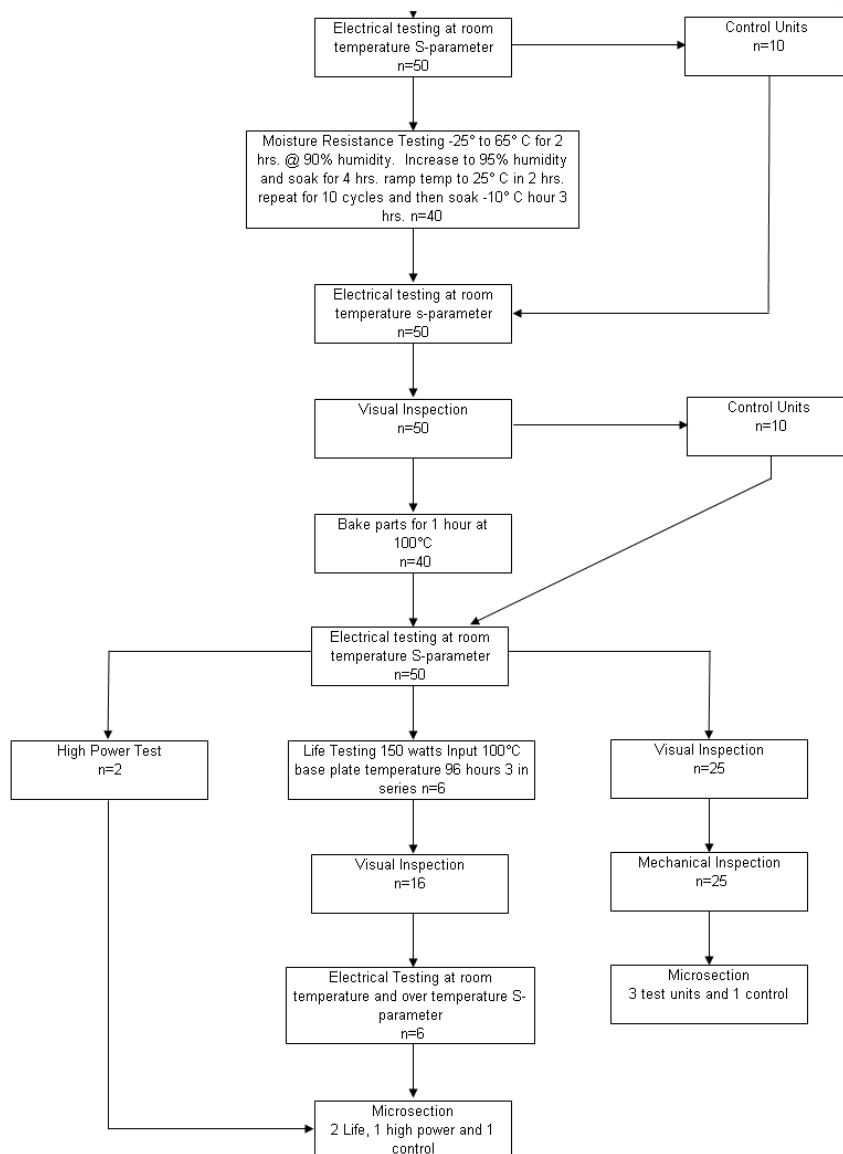 Electrical testing at room
temperature S-parameter
n=50
Control Units
n=10
Moisture Resistance Testing -25° to 65° C for 2
hrs. @ 90% humidity.  Increase to 95% humidity
and soak for 4 hrs. ramp temp to 25° C in 2 hrs.
repeat for 10 cycles and then soak -10° C hour 3
hrs. n=40
Electrical testing at room
temperature s-parameter
n=50
Visual Inspection
n=50
Control Units
n=10
Bake parts for 1 hour at
100°C
n=40
Electrical testing at room
temperature S-parameter
n=50
High Power Test
n=2
Life Testing 150 watts Input 100°C
base plate temperature 96 hours 3 in
series n=6
Visual Inspection
n=25
Visual Inspection
n=16
Mechanical Inspection
n=25
Electrical Testing at room
temperature and over temperature S-
parameter
n=6
Microsection
3 test units and 1 control
Microsection
2 Life, 1 high power and 1
control